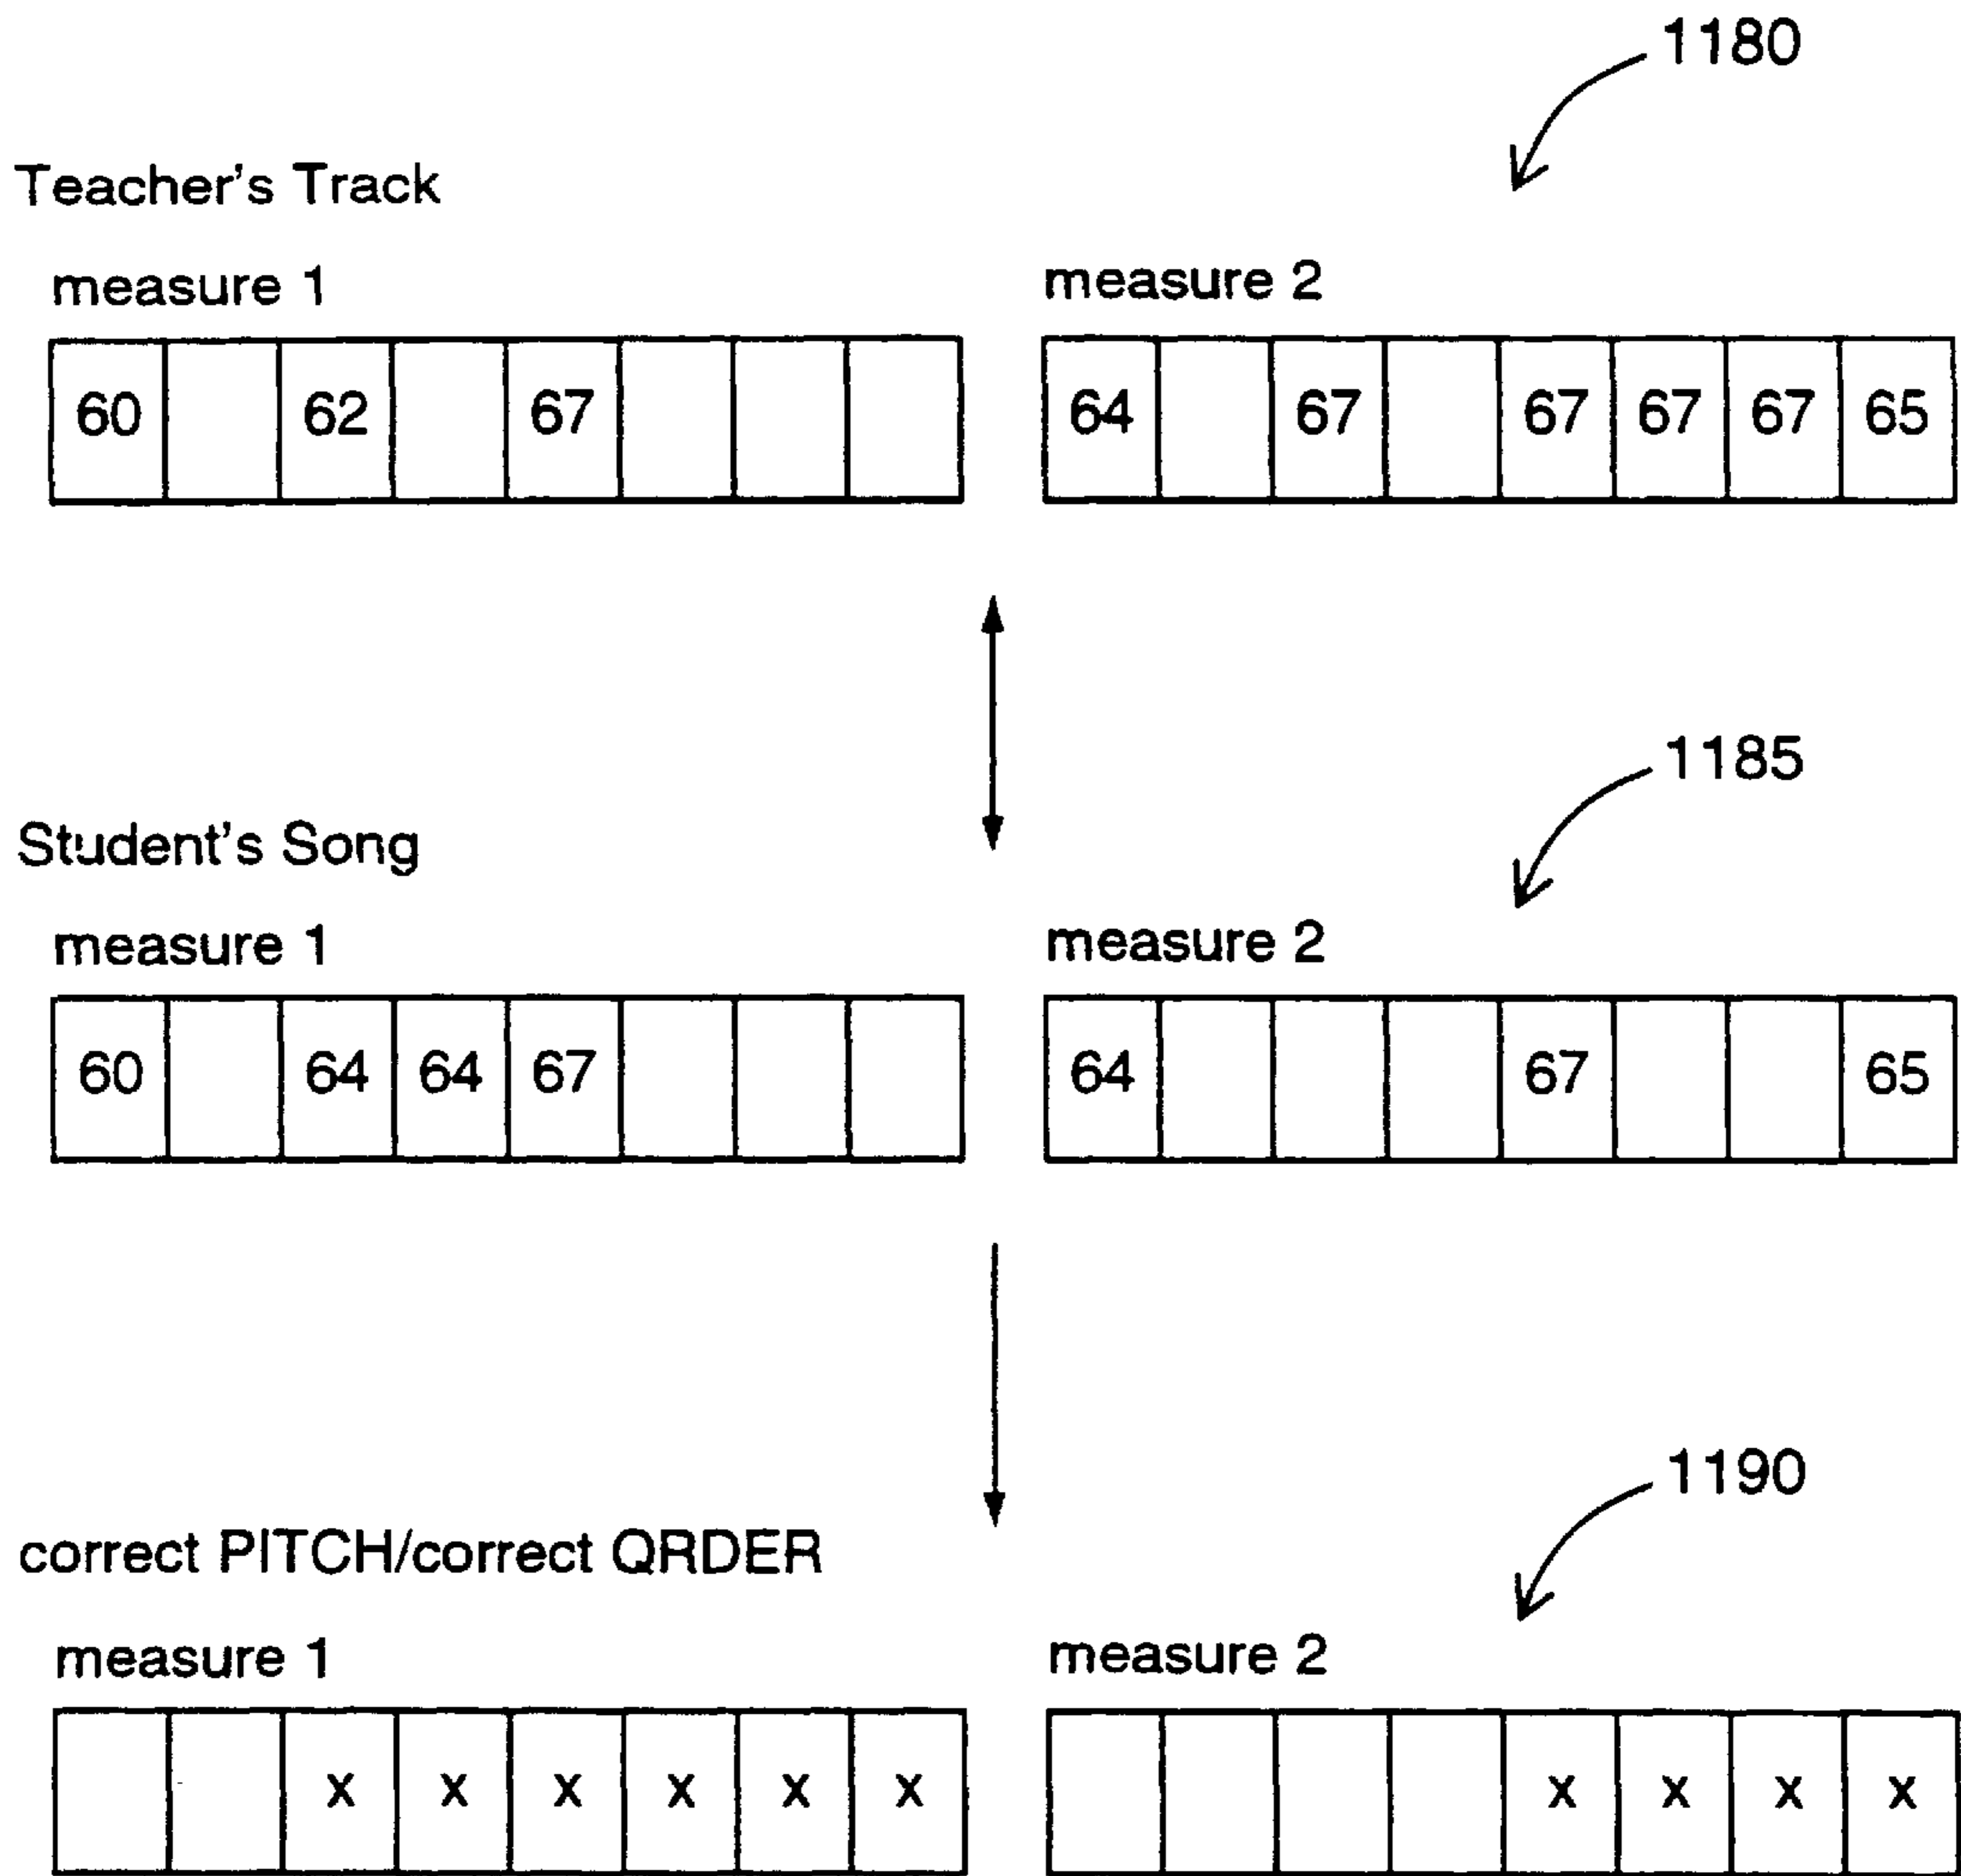 1180
Teacher's Track
measure 1 measure 2
60 62 67 64 67 67 67 67 65
1185
Student's Song
measure 1 measure 2
60 64 64 67 64 67 65
1190
correct PITCH/correct QRDER
measure 1 measure 2
x x x x x x x x x x